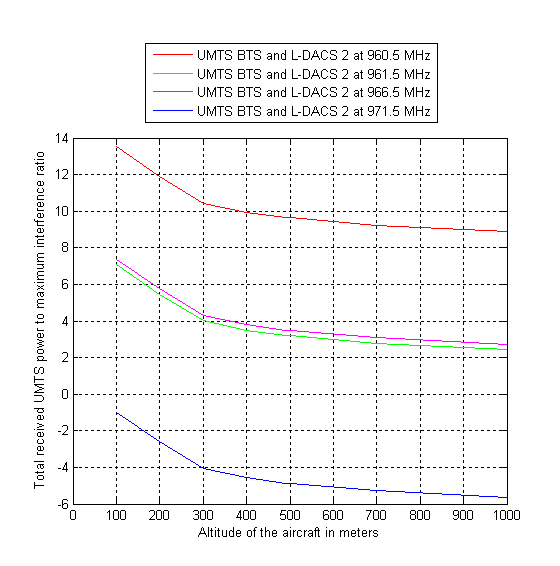 UMTS BTS and L-DACS 2 at 960.5 MHz
UMTS BTS and L-DACS 2 at 961.5 MHz
UMTS BTS and L-DACS 2 at 966.5 MHz
UMTS BTS and L-DACS 2 at 971.5 MHz
Total received UMTS power to maximum interference ratio
14
12
10
8
6
4
2
0
-2
-4
-6
0 100 200 300 400 500 600 700 800 900 1000
Altitude of the aircraft in meters